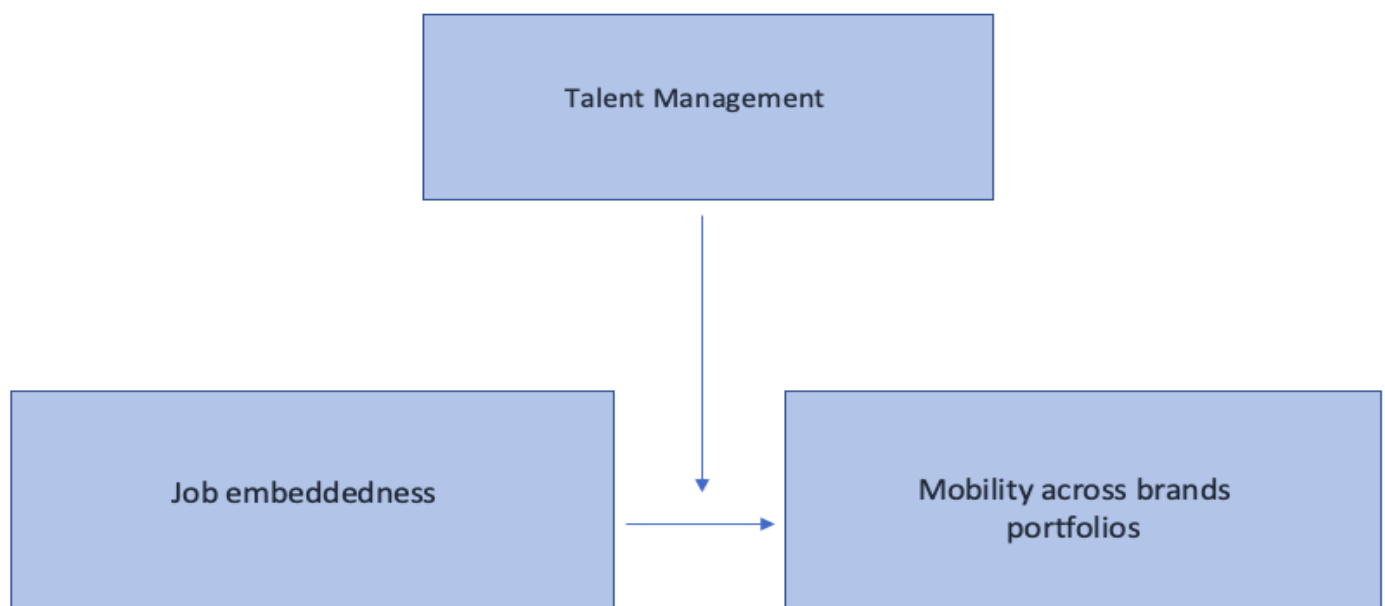 Talent Management
Job embeddedness
Mobility across brands
portfolios